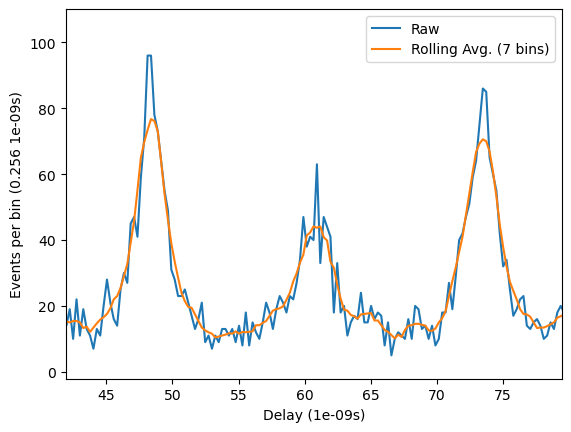 Raw
Rolling Avg. (7 bins)
Events per bin (0.256 1e-09s)
100
80
60
40
20
0
45 50 55 60 65 70 75
Delay (1e-09s)